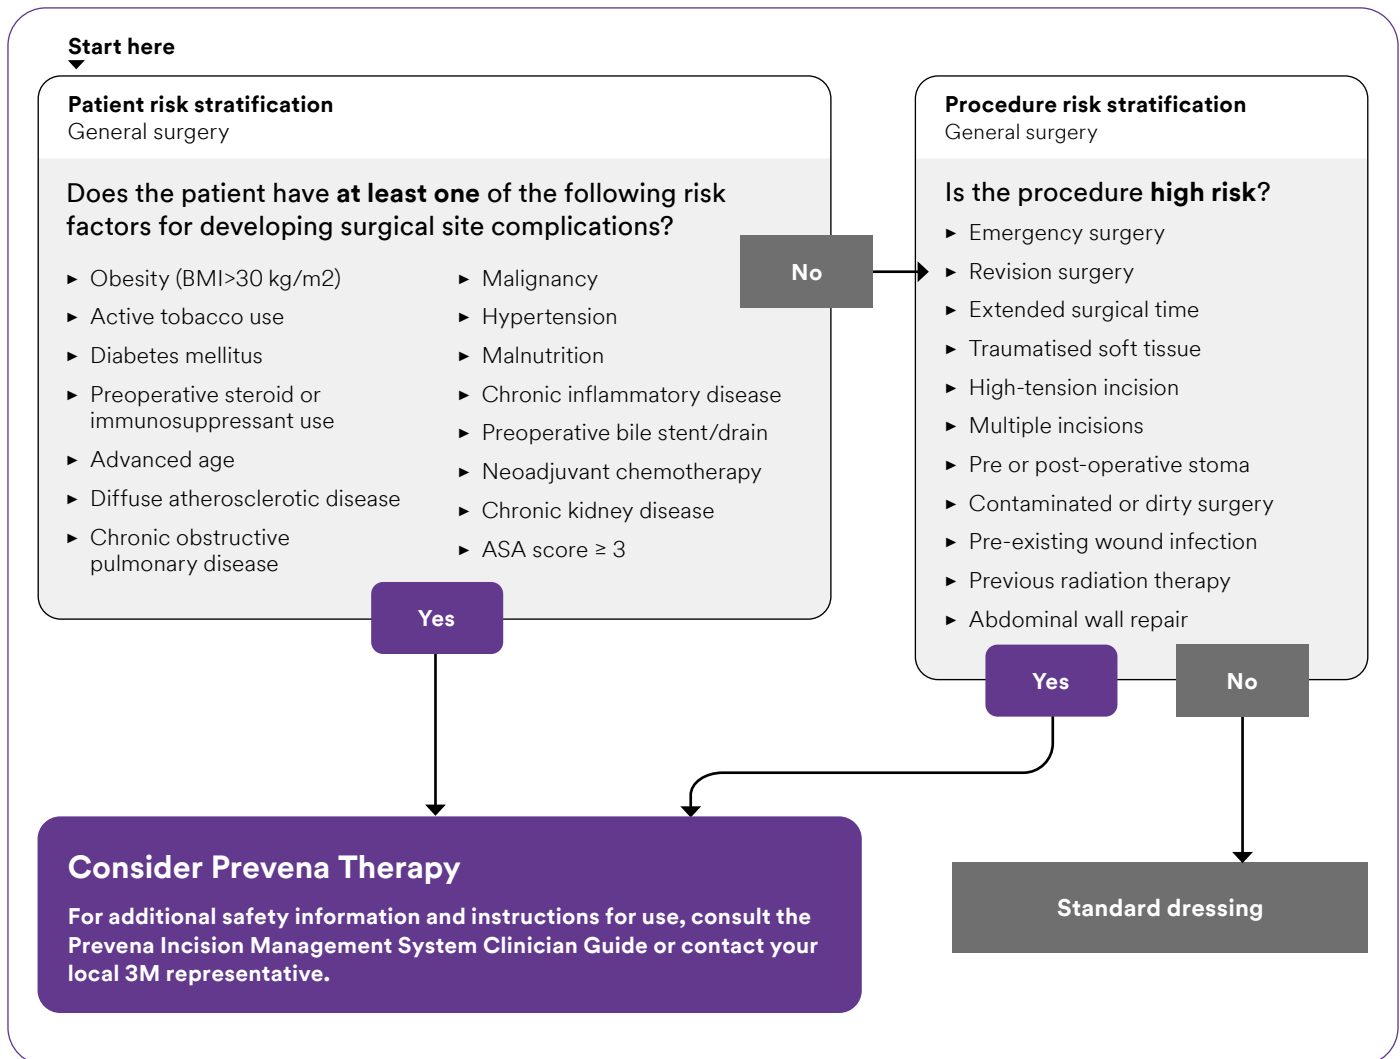 Start here
Patient risk stratification
General surgery
Does the patient have at least one of the following risk
factors for developing surgical site complications?
► Obesity (BMI>30 kg/m2)
► Active tobacco use
► Diabetes mellitus
► Preoperative steroid or
immunosuppressant use
► Advanced age
► Diffuse atherosclerotic disease
► Chronic obstructive
pulmonary disease
► Malignancy
► Hypertension
► Malnutrition
► Chronic inflammatory disease
► Preoperative bile stent/drain
► Neoadjuvant chemotherapy
► Chronic kidney disease
► ASA score ≥ 3
No
Yes
Procedure risk stratification
General surgery
Is the procedure high risk?
► Emergency surgery
► Revision surgery
► Extended surgical time
► Traumatised soft tissue
► High-tension incision
► Multiple incisions
► Pre or post-operative stoma
► Contaminated or dirty surgery
► Pre-existing wound infection
► Previous radiation therapy
► Abdominal wall repair
Yes
No
Consider Prevena Therapy
For additional safety information and instructions for use, consult the
Prevena Incision Management System Clinician Guide or contact your
local 3M representative.
Standard dressing